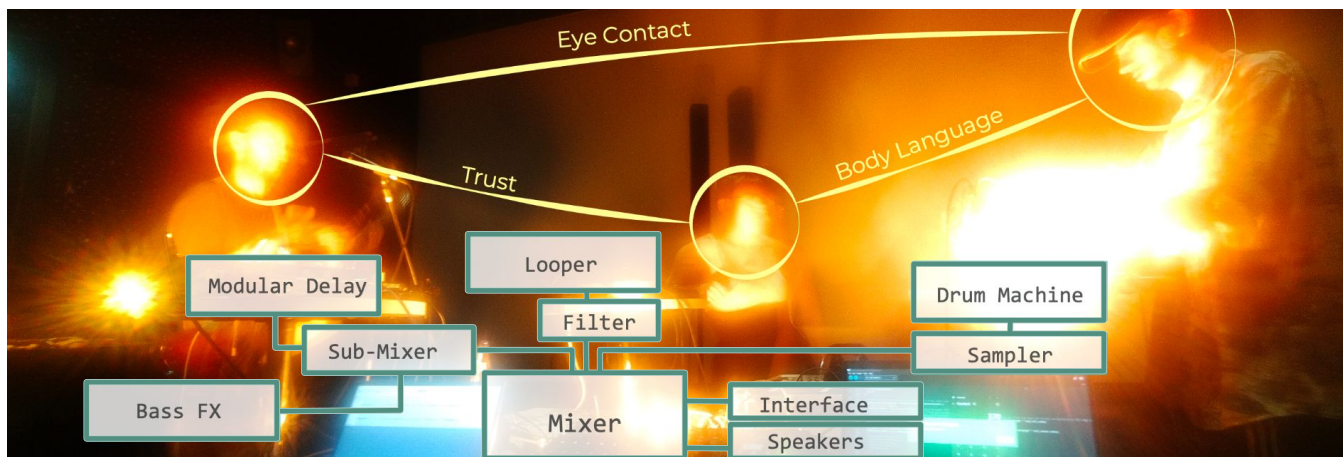 Eye Contact
Trust
Body Language
Looper
Modular Delay
Drum Machine
Filter
Sub-Mixer
Sampler
Bass FX
Mixer
Interface
Speakers